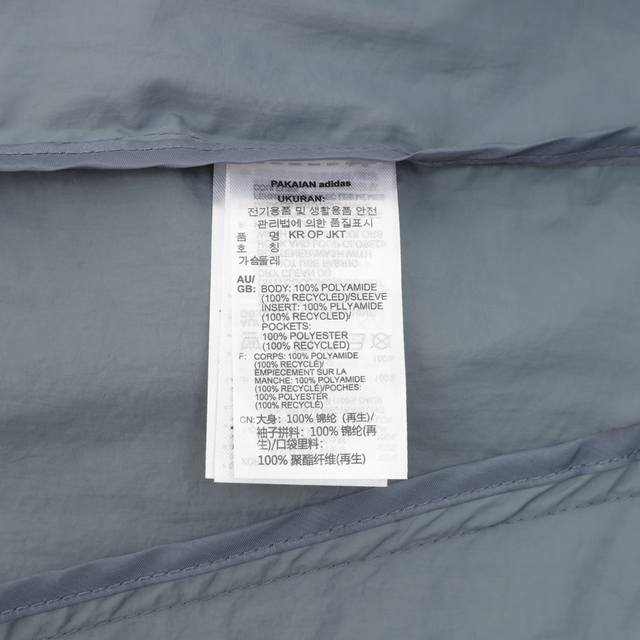 PAKAIAN adidas
UKURAN:
전기용품 및 생활용품 안전
관리법에 의한 품질표시
품 명 KR OP JKT
호 칭
가슴둘레
AU/
GB: BODY: 100% POLYAMIDE
(100% RECYCLED)/SLEEVE
INSERT: 100% PLLYAMIDE
(100% RECYCLED)/
POCKETS:
100% POLYESTER
(100% RECYCLED)
F: CORPS: 100% POLYAMIDE
(100% RECYCLE)/
EMPIECEMENT SUR LA
MANCHE: 100% POLYAMIDE
(100% RECYCLE)/POCHES:
100% POLYESTER
(100% RECYCLE)
CN: 大身: 100% 锦纶 (再生)/
袖子拼料: 100% 锦纶(再
生)/口袋里料:
100% 聚酯纤维(再生)